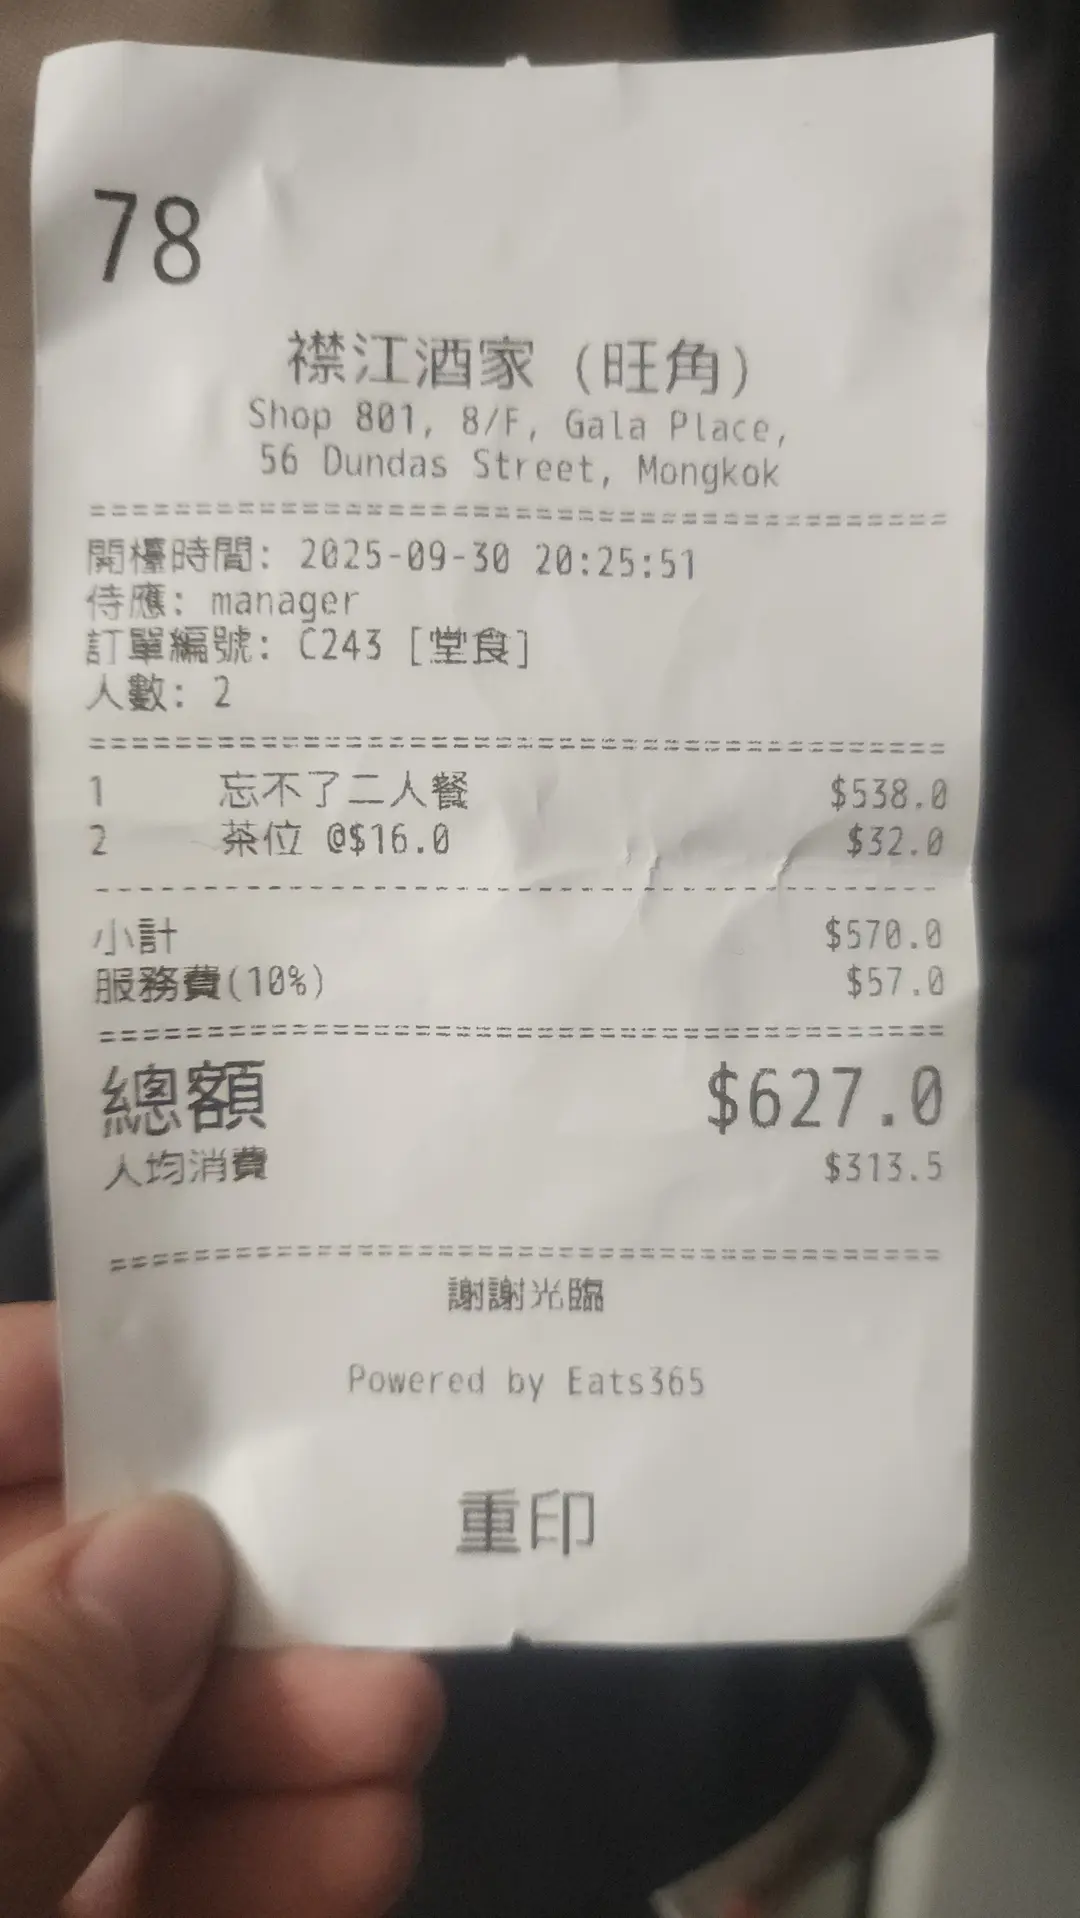 78
襟江酒家 (旺角)
Shop 801, 8/F, Gala Place,
56 Dundas Street, Mongkok
開檯時間: 2025-09-30 20:25:51
侍應: manager
訂單編號: C243 [堂食]
人數: 2
1 忘不了二人餐 $538.0
2 茶位 @$16.0 $32.0
小計 $570.0
服務費(10%) $57.0
總額 $627.0
人均消費 $313.5
謝謝光臨
Powered by Eats365
重印